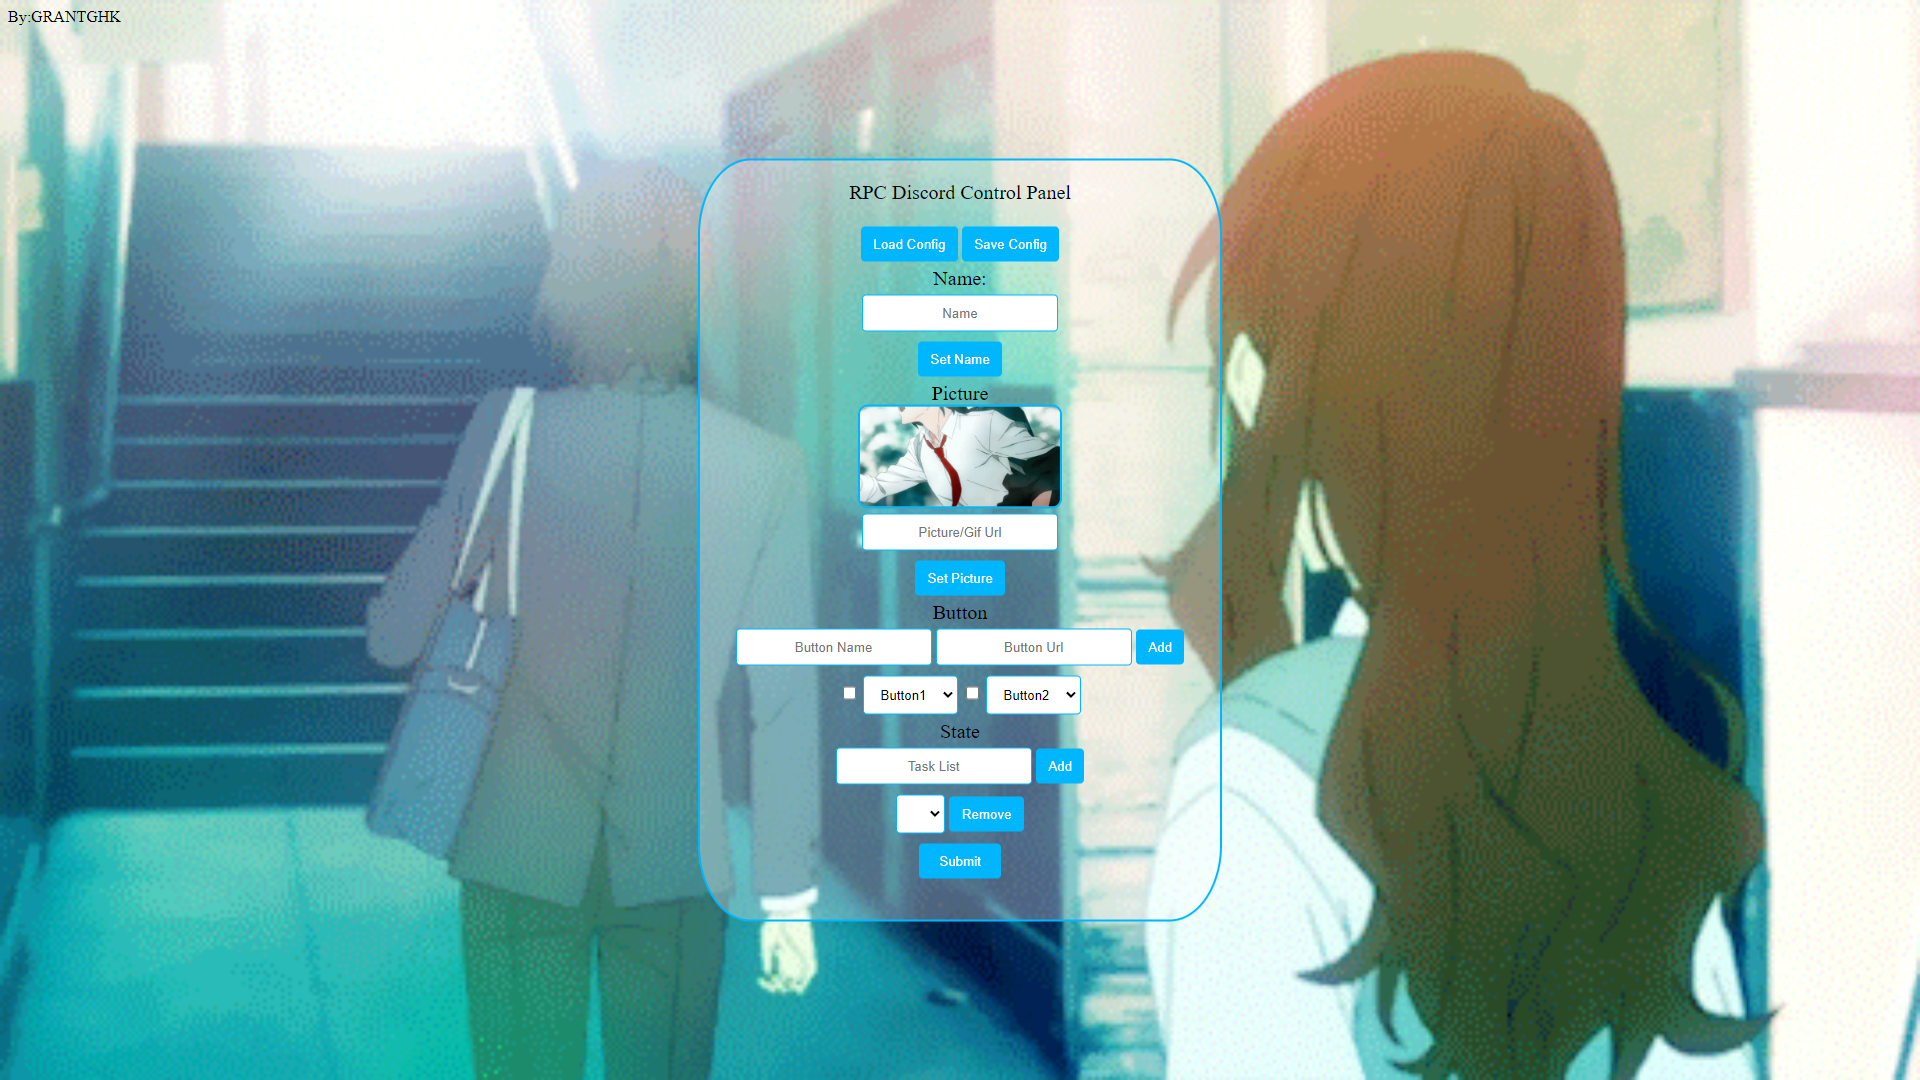 By:GRANTGHK
RPC Discord Control Panel
Load Config Save Config
Name:
Name
Set Name
Picture
Picture/Gif Url
Set Picture
Button
Button Name Button Url Add
Button1 Button2
State
Task List Add
Remove
Submit